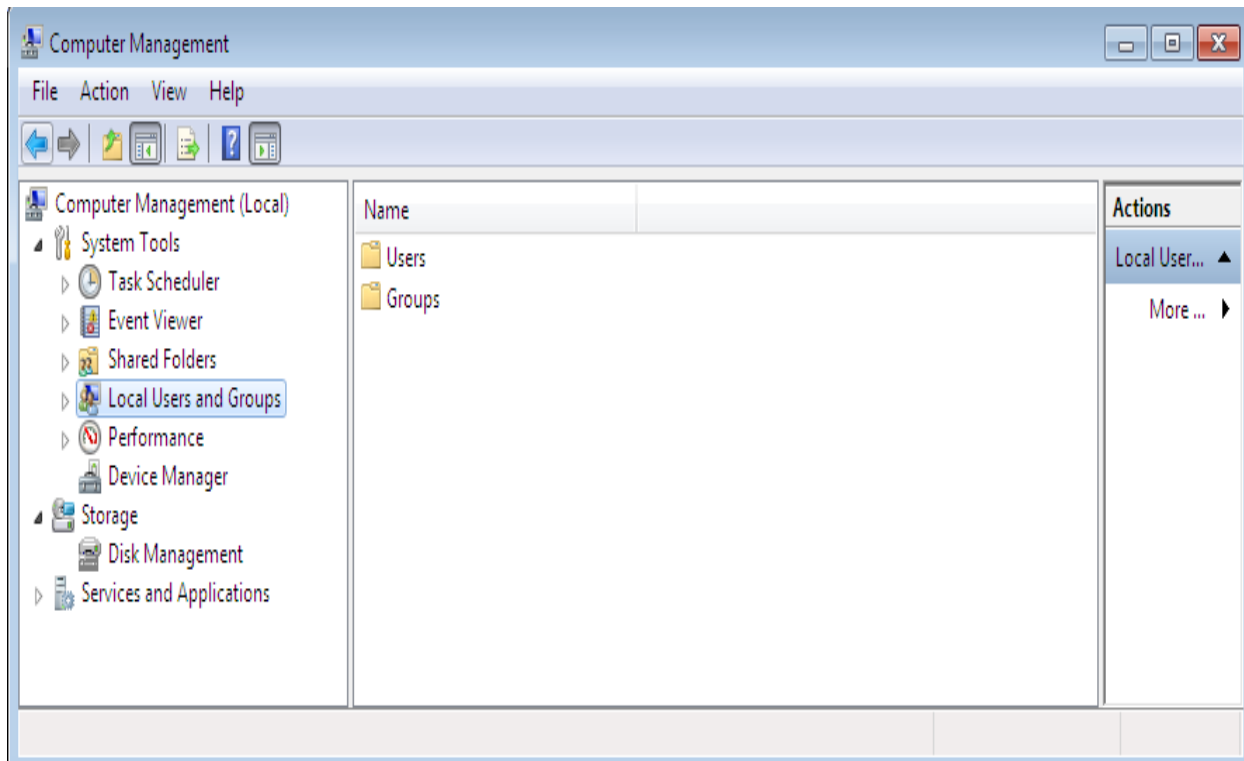 Computer Management
File Action View Help
Computer Management (Local)
System Tools
Task Scheduler
Event Viewer
Shared Folders
Local Users and Groups
Performance
Device Manager
Storage
Disk Management
Services and Applications
Name
Users
Groups
Actions
Local User...
More ...